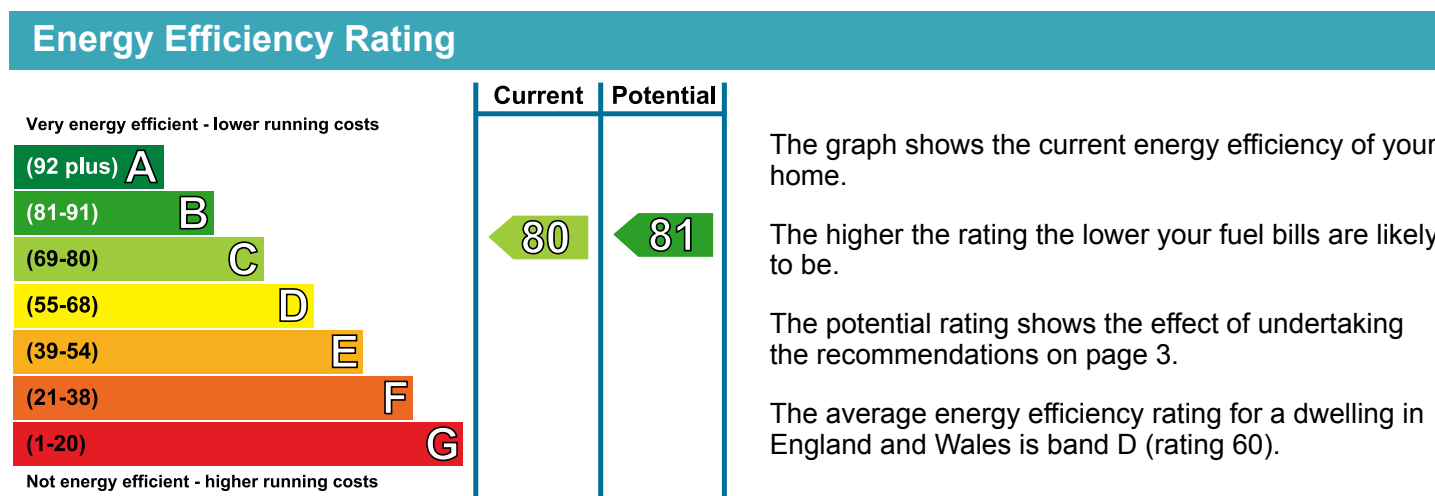 Energy Efficiency Rating
Current Potential
Very energy efficient - lower running costs
(92 plus) A
(81-91) B
(69-80) C
(55-68) D
(39-54) E
(21-38) F
(1-20) G
Not energy efficient - higher running costs
80 81
The graph shows the current energy efficiency of your
home.
The higher the rating the lower your fuel bills are likely
to be.
The potential rating shows the effect of undertaking
the recommendations on page 3.
The average energy efficiency rating for a dwelling in
England and Wales is band D (rating 60).